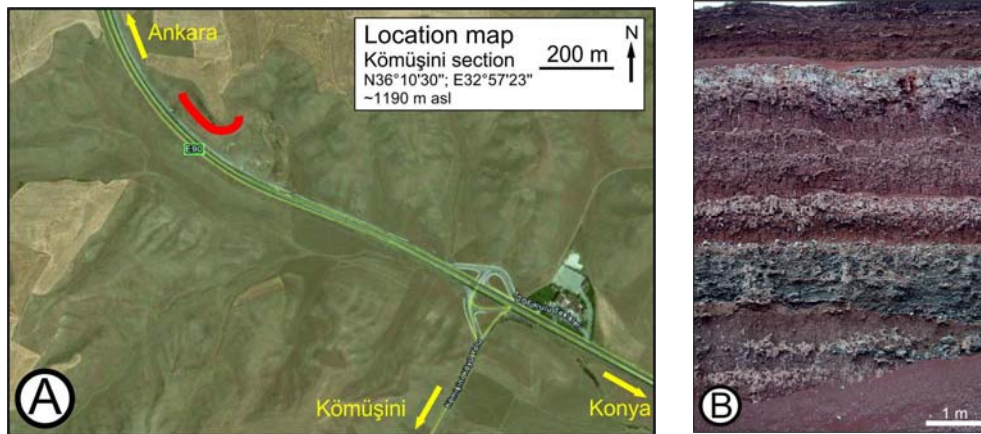 Ankara
Location map
Kömüşini section
N36°10'30"; E32°57'23"
~1190 m asl
200 m
N
E90
Kömüşini
Konya
A
B
1 m